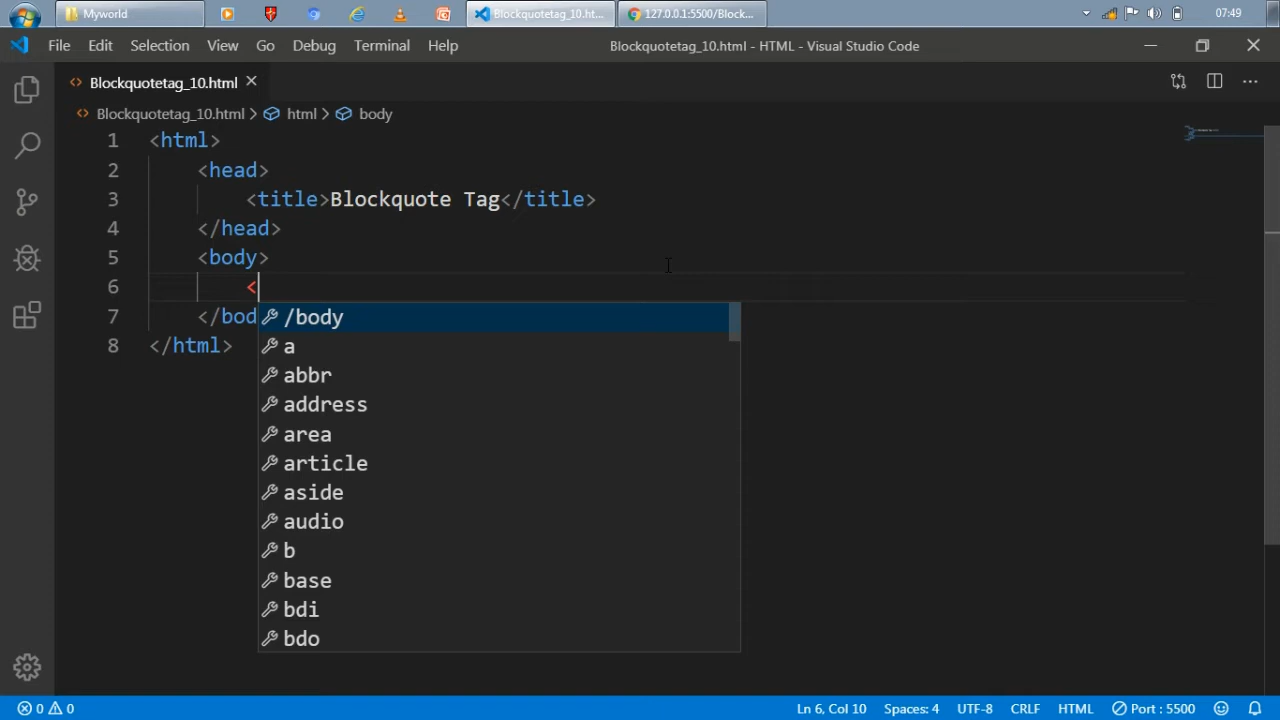 Myworld
Blockquotetag_10.ht...
127.0.0.1:5500/Block...
07:49
File Edit Selection View Go Debug Terminal Help
Blockquotetag_10.html - HTML - Visual Studio Code
Blockquotetag_10.html
Blockquotetag_10.html > html > body
1 <html>
2 <head>
3 <title>Blockquote Tag</title>
4 </head>
5 <body>
6 <
7 </bod
8 </html>
/body
a
abbr
address
area
article
aside
audio
b
base
bdi
bdo
0 0
Ln 6, Col 10 Spaces: 4 UTF-8 CRLF HTML Port : 5500